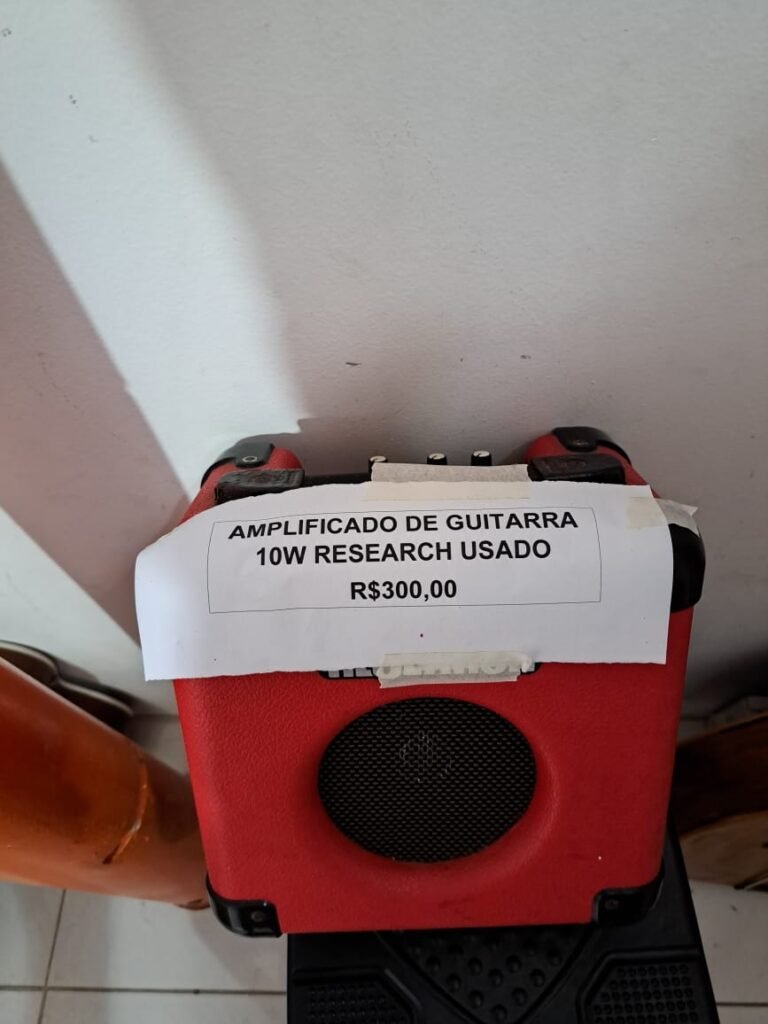 AMPLIFICADO DE GUITARRA
10W RESEARCH USADO
R$300,00